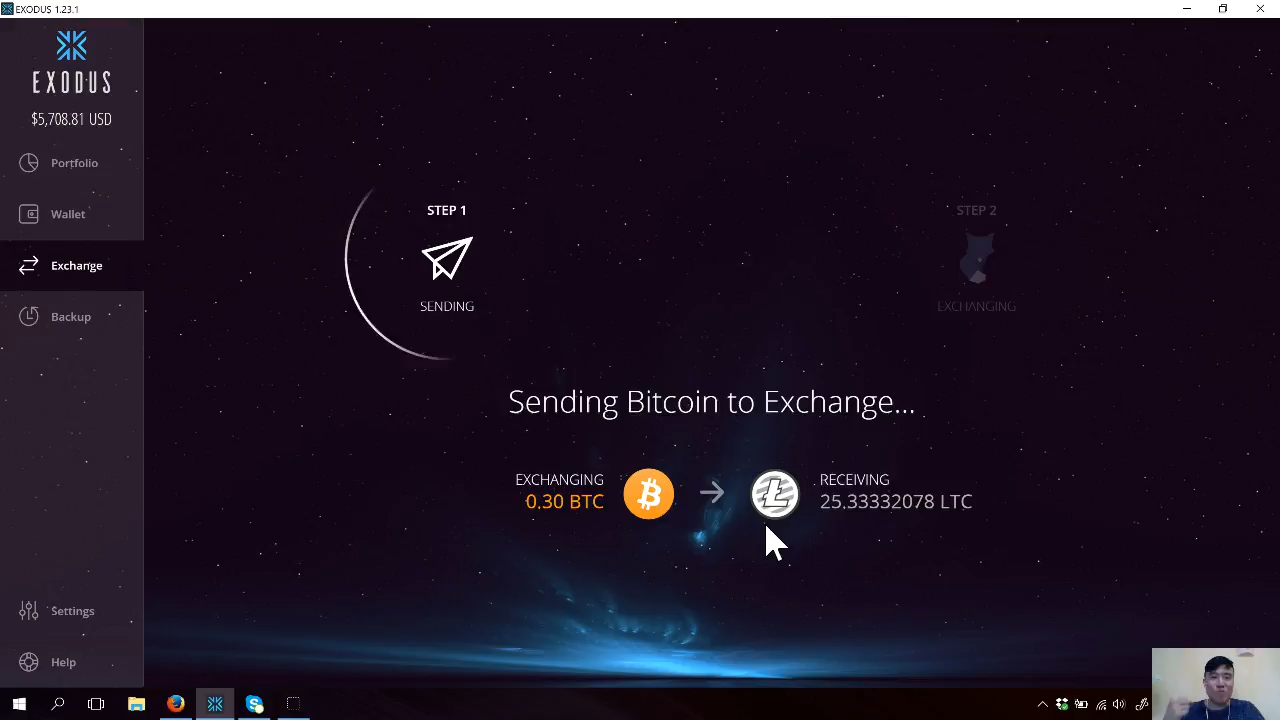 EXODUS 1.23.1
EXODUS
$5,708.81 USD
Portfolio
Wallet
Exchange
Backup
Settings
Help
STEP 1
SENDING
STEP 2
EXCHANGING
Sending Bitcoin to Exchange...
EXCHANGING
0.30 BTC
RECEIVING
25.33332078 LTC